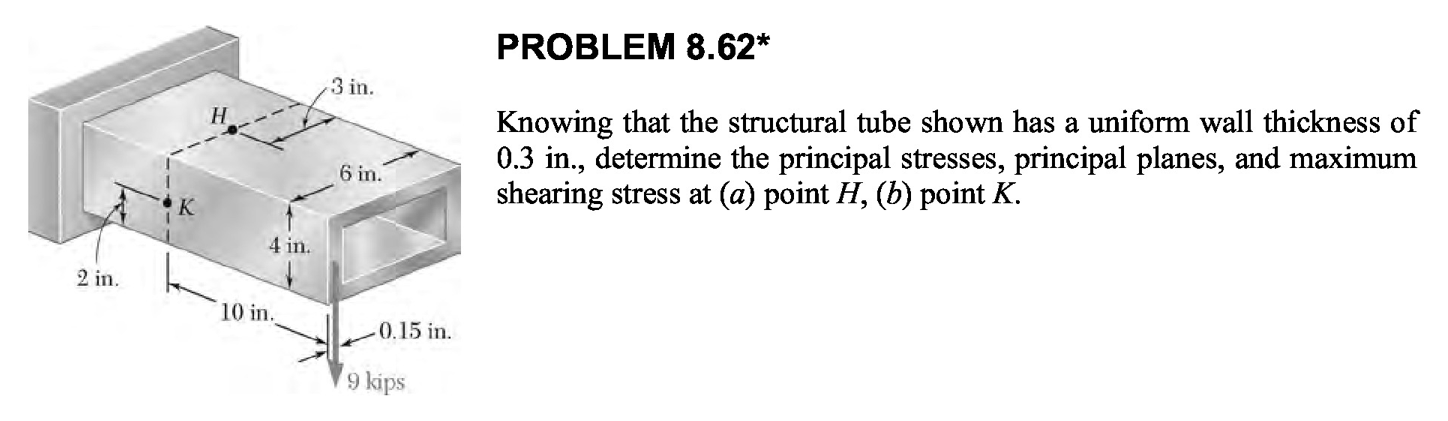 PROBLEM 8.62*
Knowing that the structural tube shown has a uniform wall thickness of
0.3 in., determine the principal stresses, principal planes, and maximum
shearing stress at (a) point H, (b) point K.
3 in.
H
6 in.
K
4 in.
2 in.
10 in.
0.15 in.
9 kips